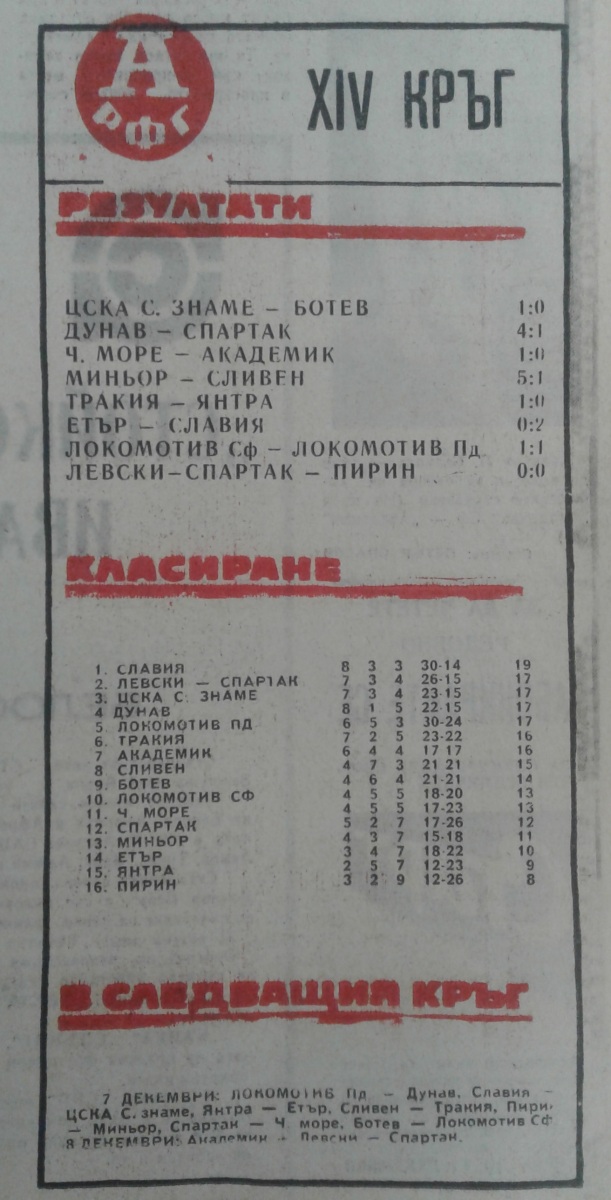 А
РФГ
XIV КРЪГ
РЕЗУЛТАТИ
ЦСКА С. ЗНАМЕ – БОТЕВ 1:0
ДУНАВ – СПАРТАК 4:1
Ч. МОРЕ – АКАДЕМИК 1:0
МИНЬОР – СЛИВЕН 5:1
ТРАКИЯ – ЯНТРА 1:0
ЕТЪР – СЛАВИЯ 0:2
ЛОКОМОТИВ Сф – ЛОКОМОТИВ Пд 1:1
ЛЕВСКИ–СПАРТАК – ПИРИН 0:0
КЛАСИРАНЕ
1. СЛАВИЯ 8 3 3 30-14 19
2. ЛЕВСКИ – СПАРТАК 7 3 4 26-15 17
3. ЦСКА С. ЗНАМЕ 7 3 4 23-15 17
4 ДУНАВ 8 1 5 22-15 17
5. ЛОКОМОТИВ ПД 6 5 3 30-24 17
6. ТРАКИЯ 7 2 5 23-22 16
7 АКАДЕМИК 6 4 4 17 17 16
8 СЛИВЕН 4 7 3 21 21 15
9. БОТЕВ 4 6 4 21-21 14
10. ЛОКОМОТИВ СФ 4 5 5 18-20 13
11. Ч. МОРЕ 4 5 5 17-23 13
12. СПАРТАК 5 2 7 17-26 12
13. МИНЬОР 4 3 7 15-18 11
14. ЕТЪР 3 4 7 18-22 10
15. ЯНТРА 2 5 7 12-23 9
16. ПИРИН 3 2 9 12-26 8
В СЛЕДВАЩИЯ КРЪГ
7 ДЕКЕМВРИ: ЛОКОМОТИВ Пд. – Дунав, Славия –
ЦСКА С. знаме, Янтра – Етър, Сливен – Тракия, Пири
– Миньор, Спартак – Ч. море, Ботев – Локомотив Сф
8 ДЕКЕМВРИ: Академик – Левски – Спартак.